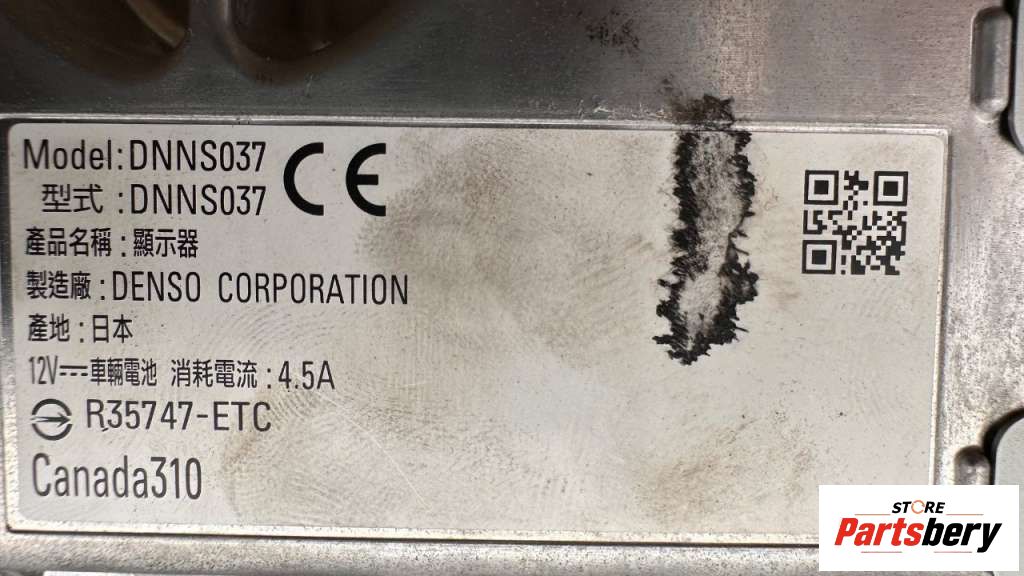 Model:DNNS037
型式 :DNNS037
CE
產品名稱:顯示器
製造廠:DENSO CORPORATION
產地:日本
12V 車輛電池 消耗電流:4.5A
R35747-ETC
Canada310
STORE
Partsbery